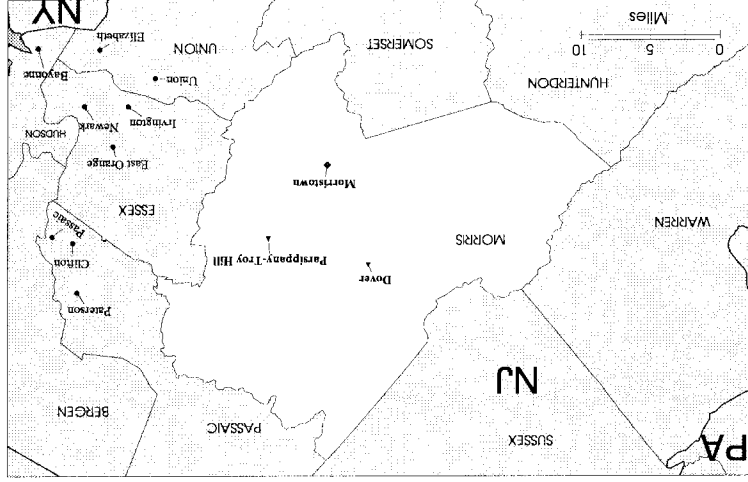 PA
SUSSEX
PASSAIC
BERGEN
NJ
Paterson
Dover
Parsippany-Troy Hill
Clifton
Passaic
MORRIS
WARREN
ESSEX
Morristown
East Orange
HUDSON
Irvington
Newark
HUNTERDON
Union
Bayonne
SOMERSET
UNION
Elizabeth
0 5 10
Miles
NY